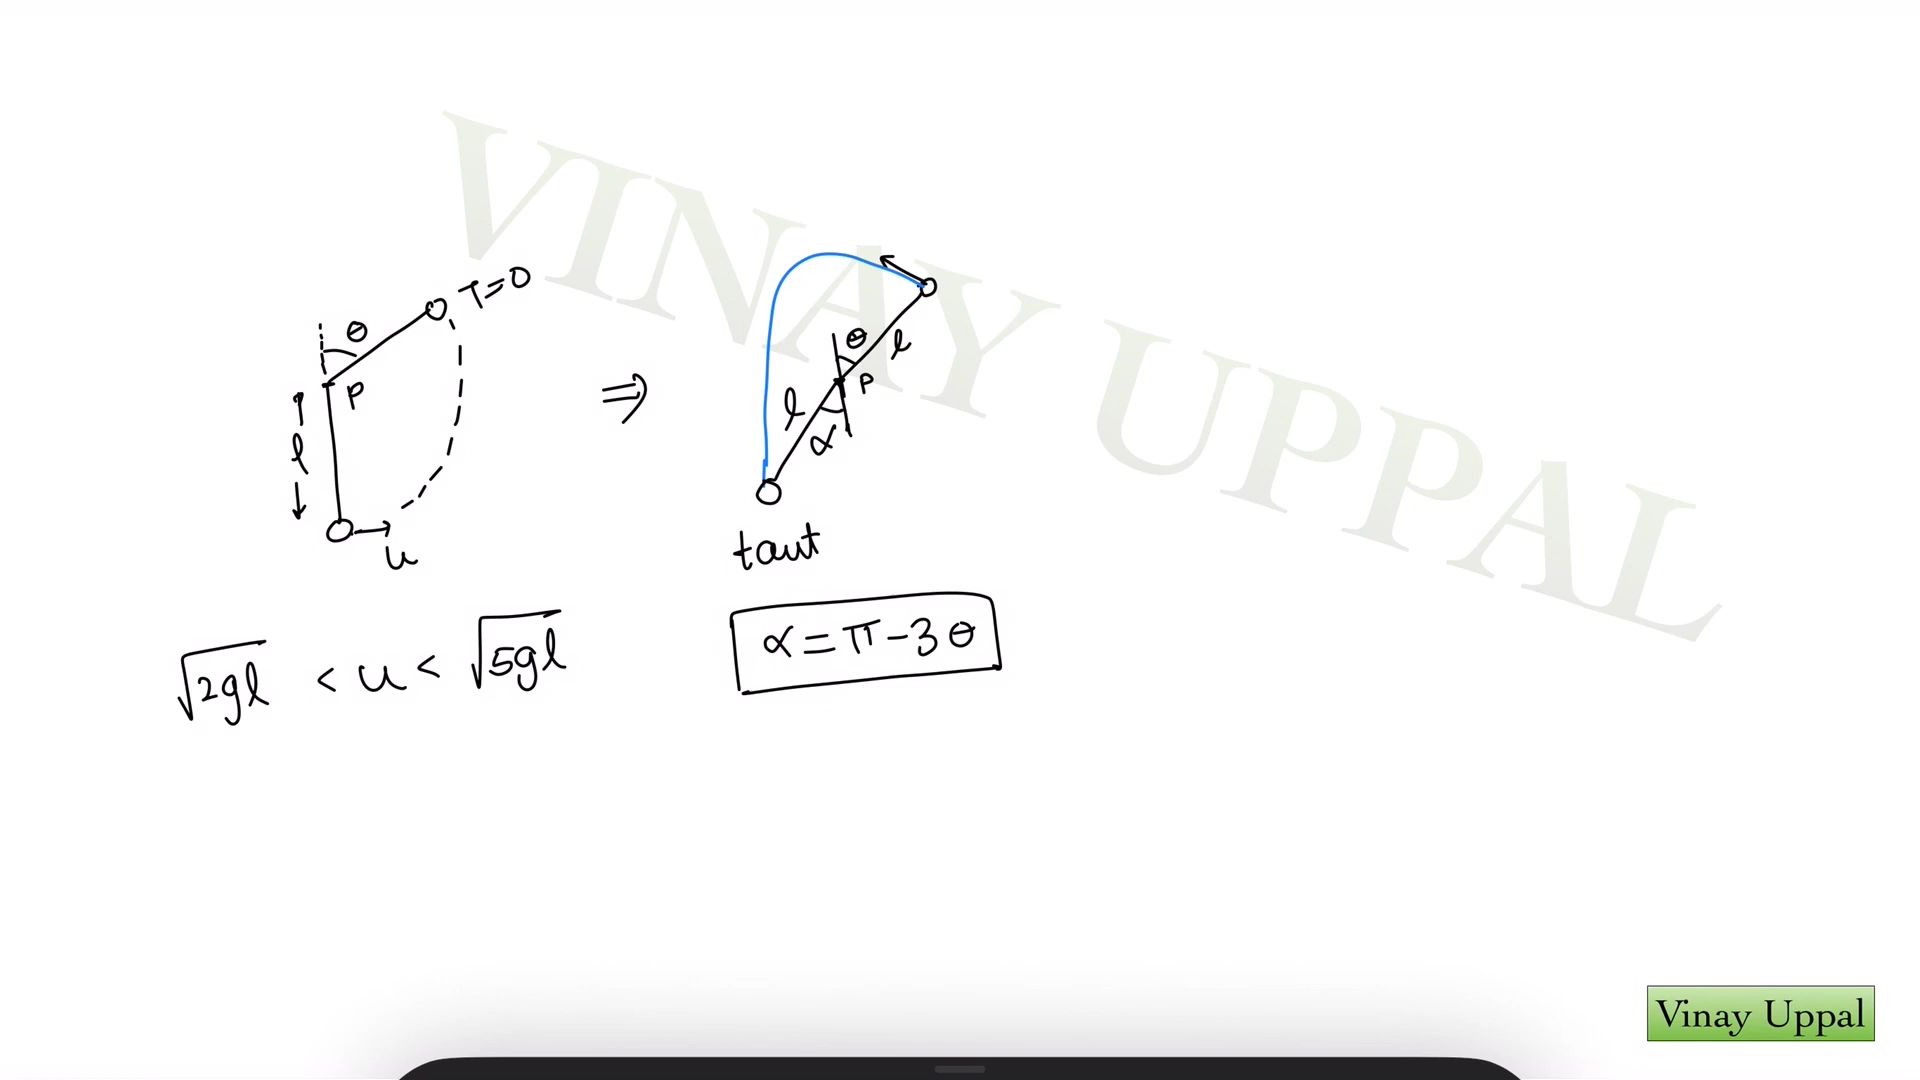 VINAY UPPAL
θ
T=0
P
l
u
⇒
θ
l
P
l
α
taut
√2gl < u < √5gl
α = π - 3θ
Vinay Uppal